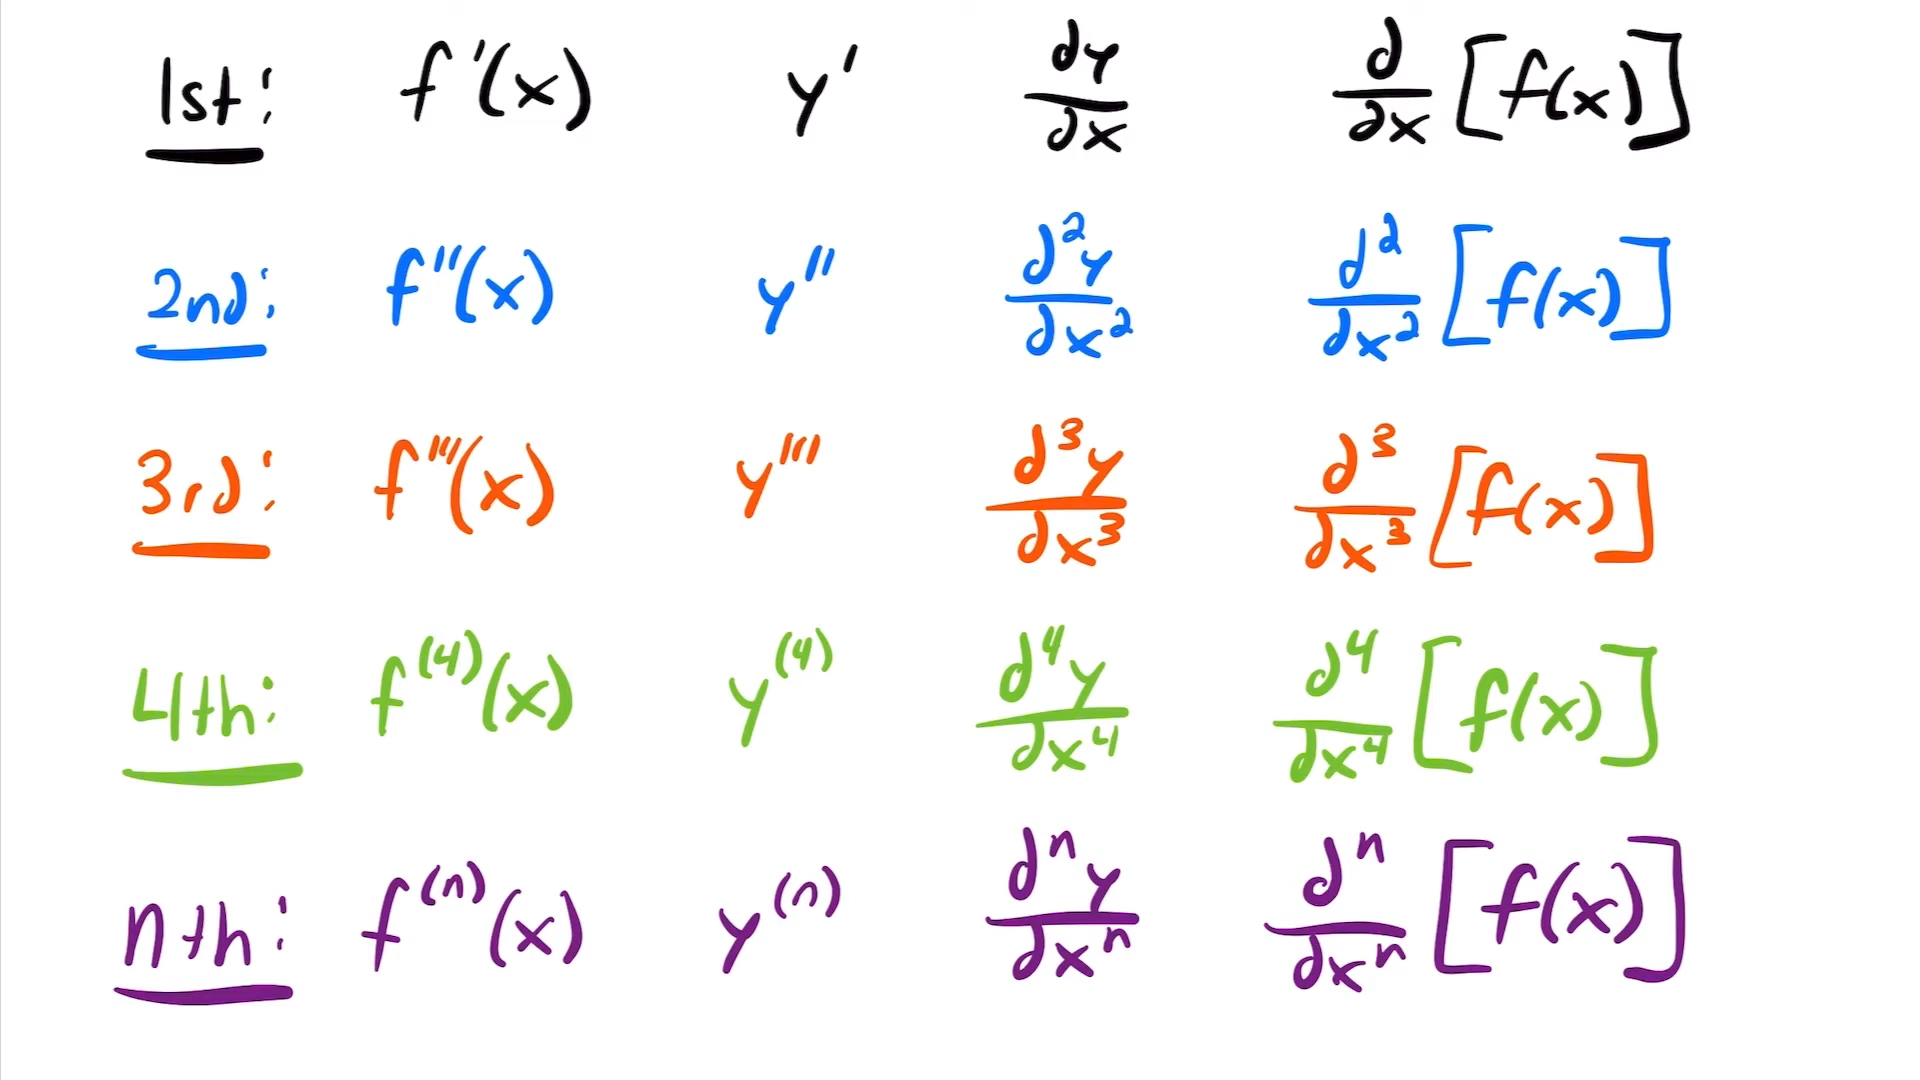 1st: f'(x) y' dy/dx d/dx [f(x)]
2nd: f''(x) y'' d²y/dx² d²/dx² [f(x)]
3rd: f'''(x) y''' d³y/dx³ d³/dx³ [f(x)]
4th: f⁽⁴⁾(x) y⁽⁴⁾ d⁴y/dx⁴ d⁴/dx⁴ [f(x)]
nth: f⁽ⁿ⁾(x) y⁽ⁿ⁾ dⁿy/dxⁿ dⁿ/dxⁿ [f(x)]